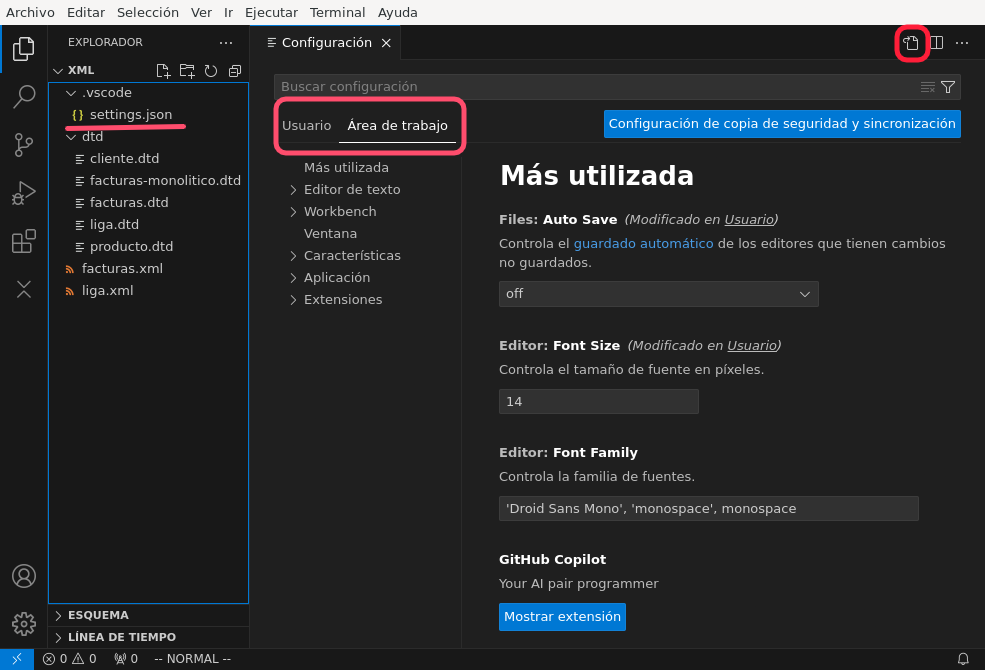 Archivo Editar Selección Ver Ir Ejecutar Terminal Ayuda
EXPLORADOR
XML
.vscode
settings.json
dtd
cliente.dtd
facturas-monolitico.dtd
facturas.dtd
liga.dtd
producto.dtd
facturas.xml
liga.xml
ESQUEMA
LÍNEA DE TIEMPO
Configuración
Buscar configuración
Usuario Área de trabajo
Configuración de copia de seguridad y sincronización
Más utilizada
Editor de texto
Workbench
Ventana
Características
Aplicación
Extensiones
Más utilizada
Files: Auto Save (Modificado en Usuario)
Controla el guardado automático de los editores que tienen cambios
no guardados.
off
Editor: Font Size (Modificado en Usuario)
Controla el tamaño de fuente en píxeles.
14
Editor: Font Family
Controla la familia de fuentes.
'Droid Sans Mono', 'monospace', monospace
GitHub Copilot
Your AI pair programmer
Mostrar extensión
0 0 0 -- NORMAL --